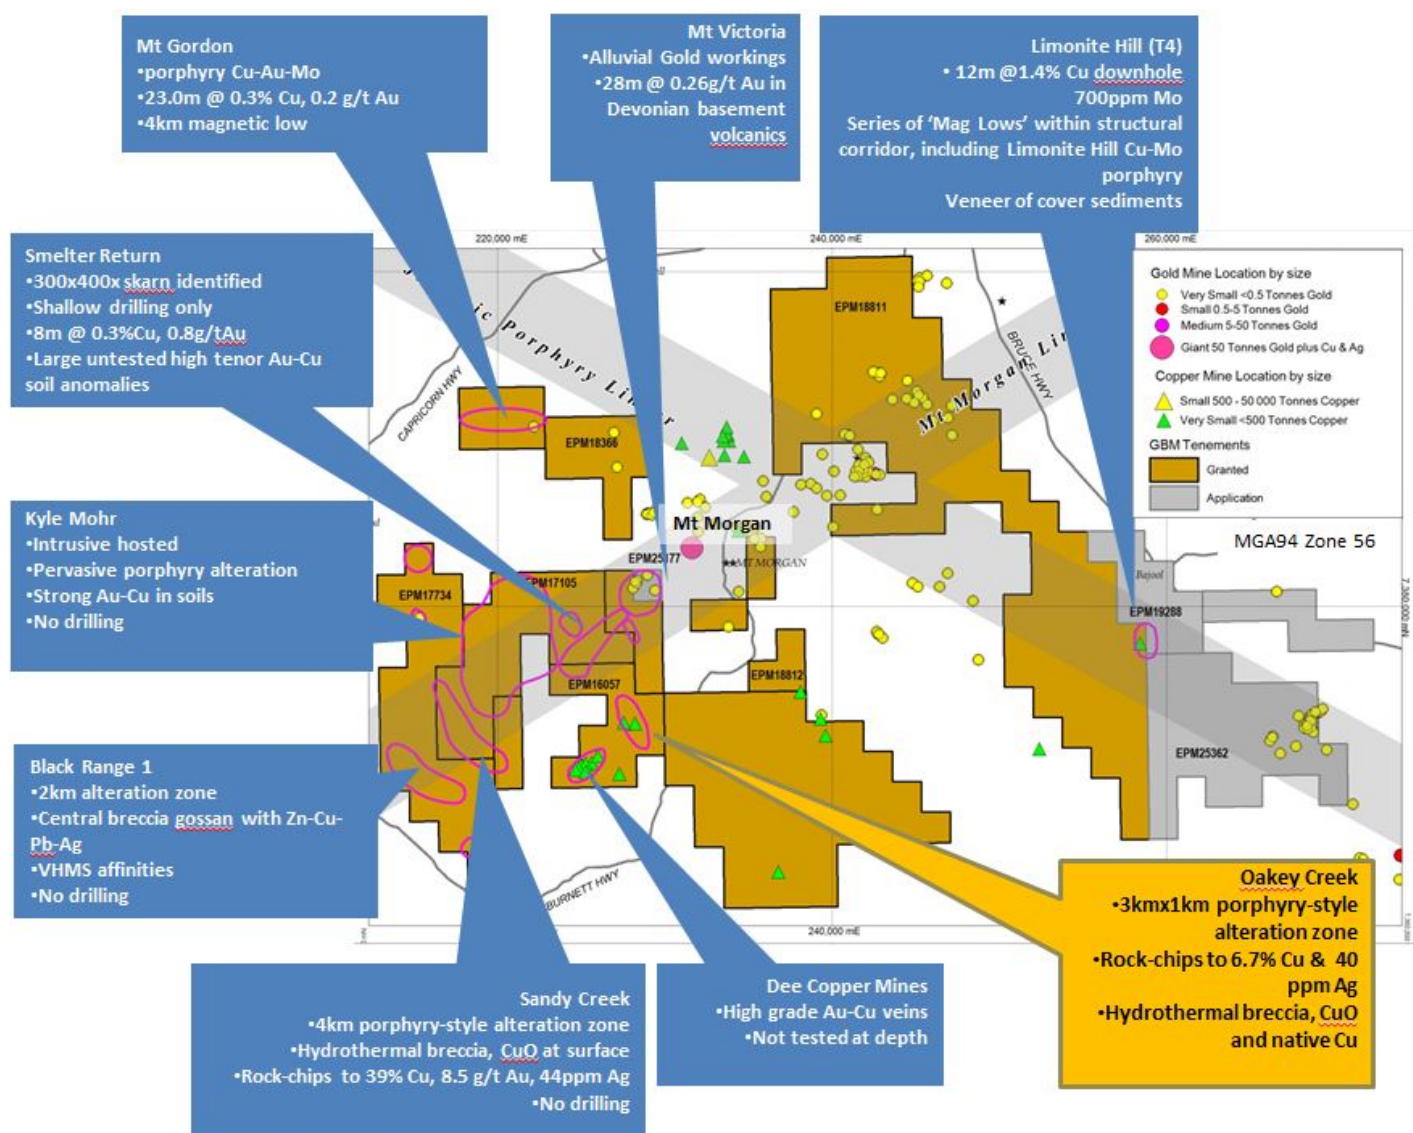 Mt Gordon
•porphyry Cu-Au-Mo
•23.0m @ 0.3% Cu, 0.2 g/t Au
•4km magnetic low
Mt Victoria
•Alluvial Gold workings
•28m @ 0.26g/t Au in
Devonian basement
volcanics
Limonite Hill (T4)
• 12m @1.4% Cu downhole
700ppm Mo
Series of ‘Mag Lows’ within structural
corridor, including Limonite Hill Cu-Mo
porphyry
Veneer of cover sediments
Smelter Return
•300x400x skarn identified
•Shallow drilling only
•8m @ 0.3%Cu, 0.8g/tAu
•Large untested high tenor Au-Cu
soil anomalies
220,000 mE
240,000 mE
260,000 mE
ic Porphyry Linear
Mt Morgan Li
CAPRICORN HWY
BRUCE HWY
EPM18811
EPM18366
Gold Mine Location by size
Very Small <0.5 Tonnes Gold
Small 0.5-5 Tonnes Gold
Medium 5-50 Tonnes Gold
Giant 50 Tonnes Gold plus Cu & Ag
Copper Mine Location by size
Small 500 - 50 000 Tonnes Copper
Very Small <500 Tonnes Copper
GBM Tenements
Granted
Application
MGA94 Zone 56
Kyle Mohr
•Intrusive hosted
•Pervasive porphyry alteration
•Strong Au-Cu in soils
•No drilling
Mt Morgan
MT MORGAN
EPM25177
EPM17105
EPM17734
Bajool
EPM19288
7,380,000 mN
EPM16057
EPM18812
EPM25362
Black Range 1
•2km alteration zone
•Central breccia gossan with Zn-Cu-
Pb-Ag
•VHMS affinities
•No drilling
BURNETT HWY
240,000 mE
Oakey Creek
•3kmx1km porphyry-style
alteration zone
•Rock-chips to 6.7% Cu & 40
ppm Ag
•Hydrothermal breccia, CuO
and native Cu
Sandy Creek
•4km porphyry-style alteration zone
•Hydrothermal breccia, CuO at surface
•Rock-chips to 39% Cu, 8.5 g/t Au, 44ppm Ag
•No drilling
Dee Copper Mines
•High grade Au-Cu veins
•Not tested at depth